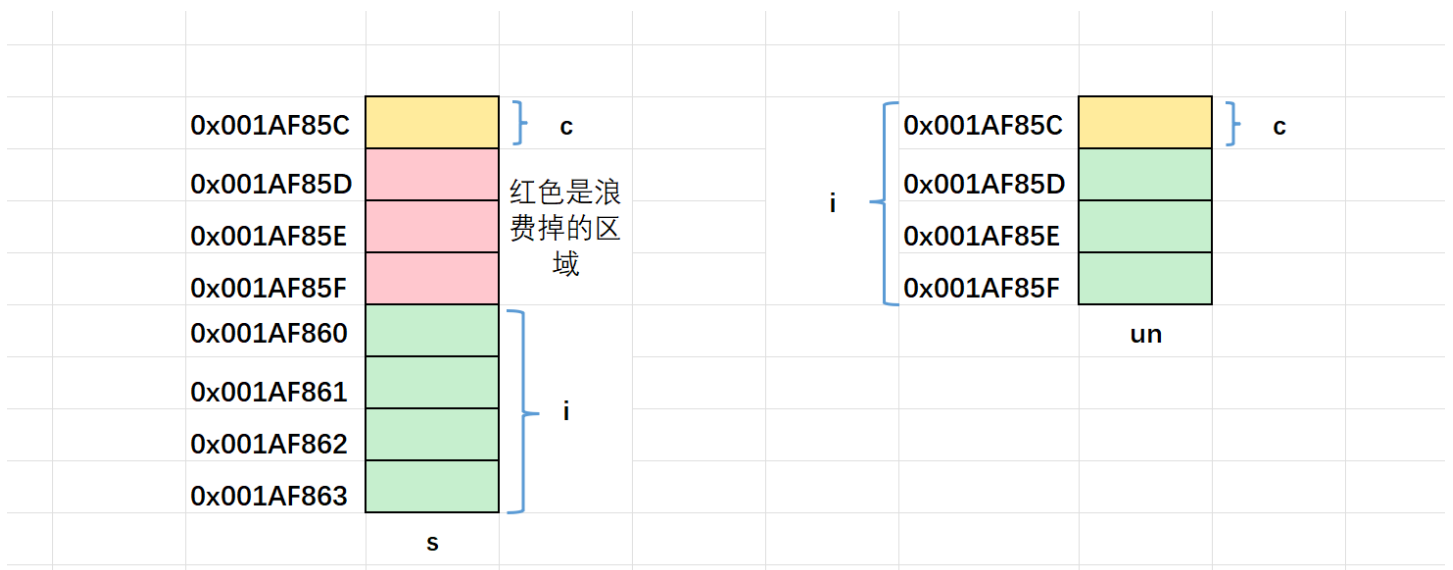 0x001AF85C
c
0x001AF85D
0x001AF85E
0x001AF85F
红色是浪
费掉的区
域
0x001AF860
0x001AF861
0x001AF862
0x001AF863
i
s
i
0x001AF85C
c
0x001AF85D
0x001AF85E
0x001AF85F
un